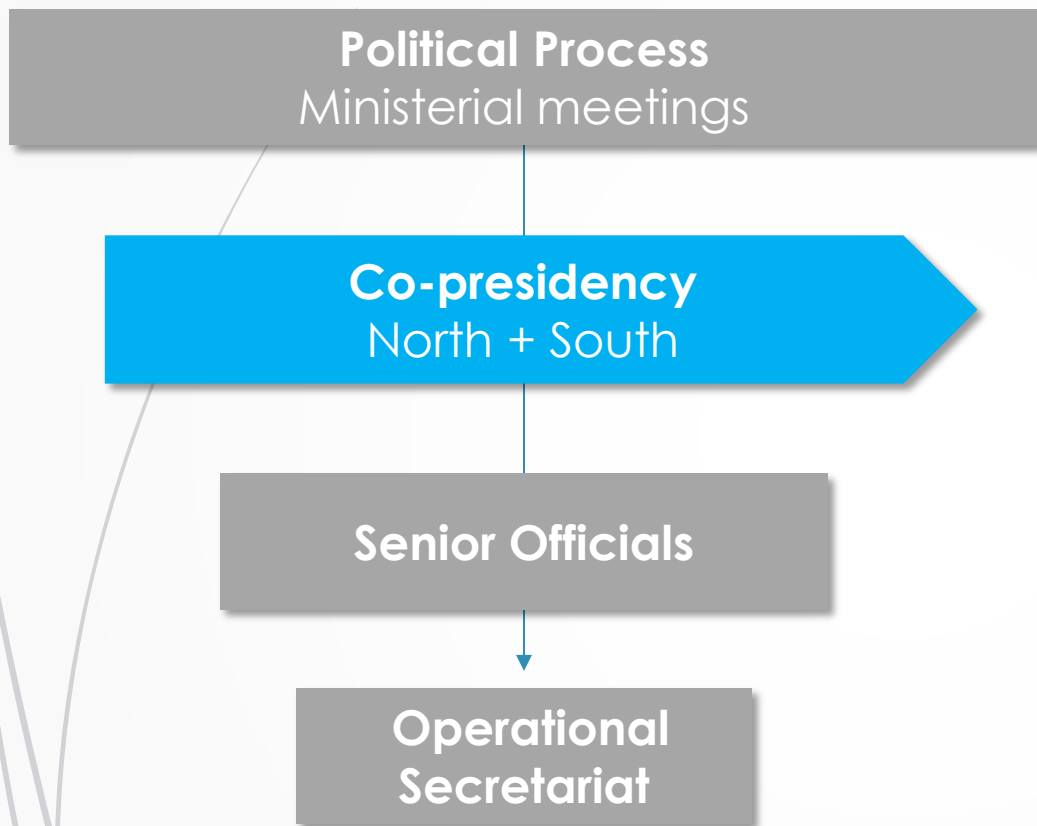 Political Process
Ministerial meetings
Co-presidency
North + South
Senior Officials
Operational
Secretariat